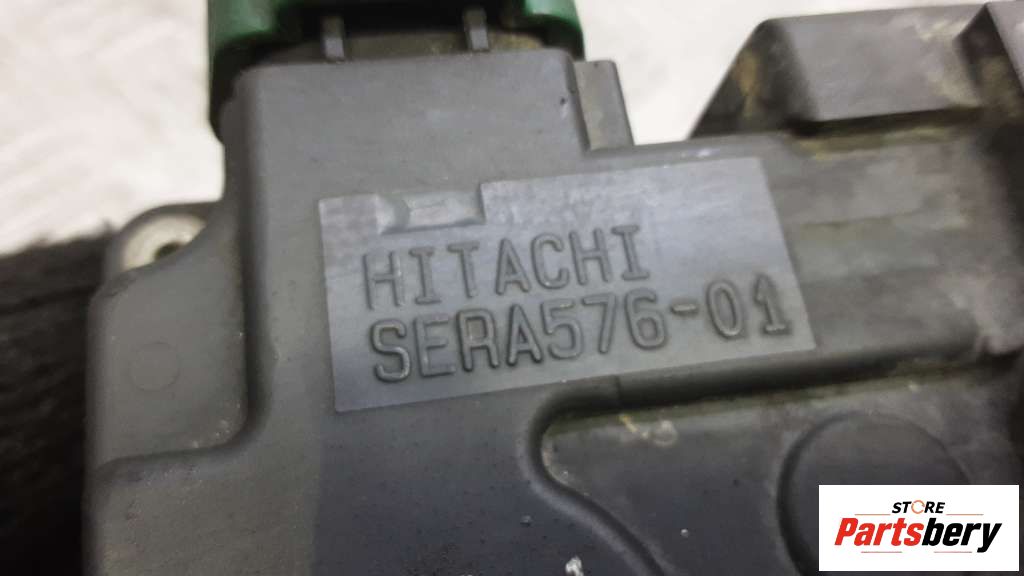 HITACHI
SERA576-01
STORE
Partsbery